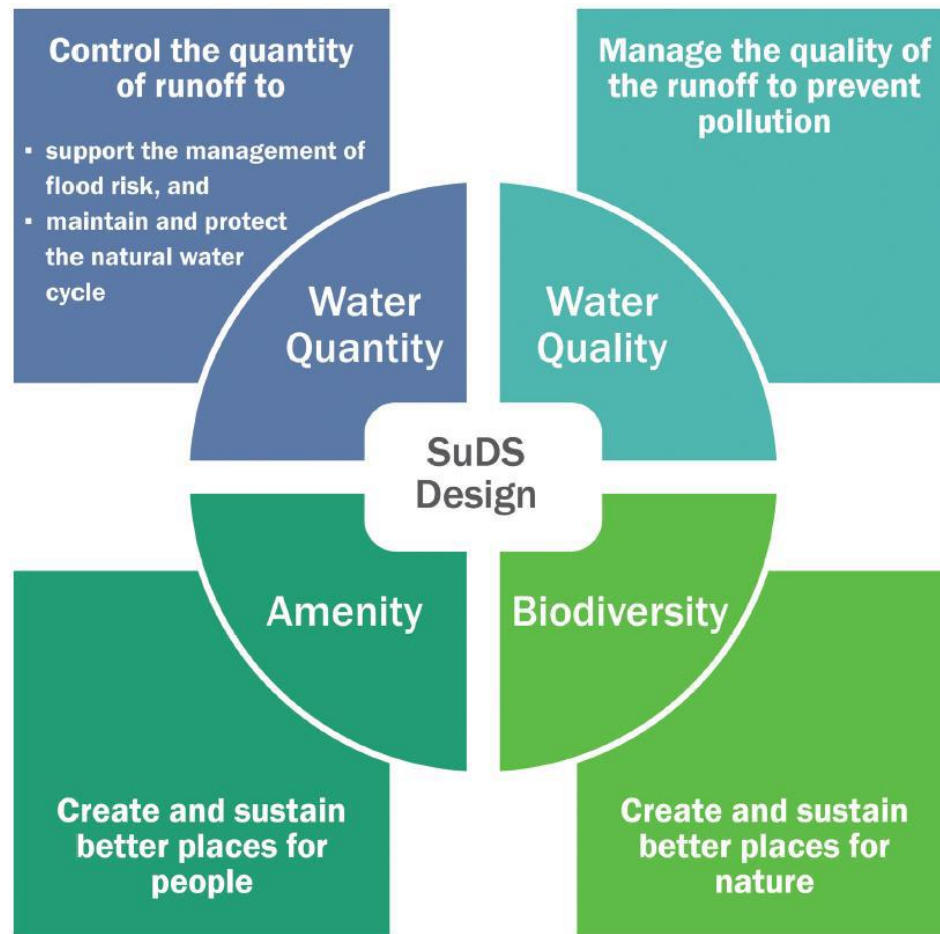 Control the quantity
of runoff to
▪ support the management of
flood risk, and
▪ maintain and protect
the natural water
cycle
Manage the quality of
the runoff to prevent
pollution
Water
Quantity
Water
Quality
SuDS
Design
Amenity
Biodiversity
Create and sustain
better places for
people
Create and sustain
better places for
nature